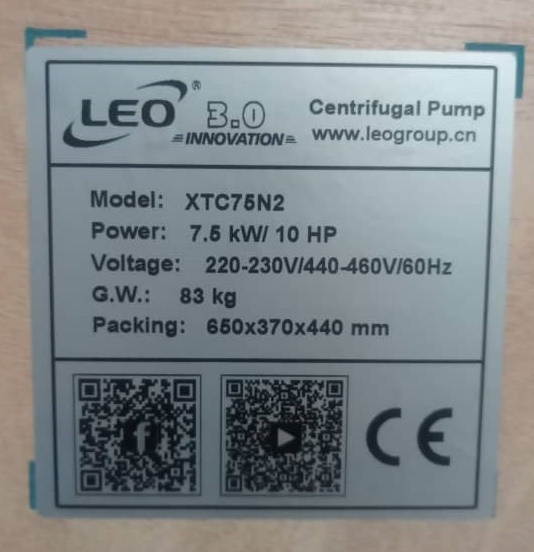 LEO® 3.0
INNOVATION
Centrifugal Pump
www.leogroup.cn
Model: XTC75N2
Power: 7.5 kW/ 10 HP
Voltage: 220-230V/440-460V/60Hz
G.W.: 83 kg
Packing: 650x370x440 mm
f
CE